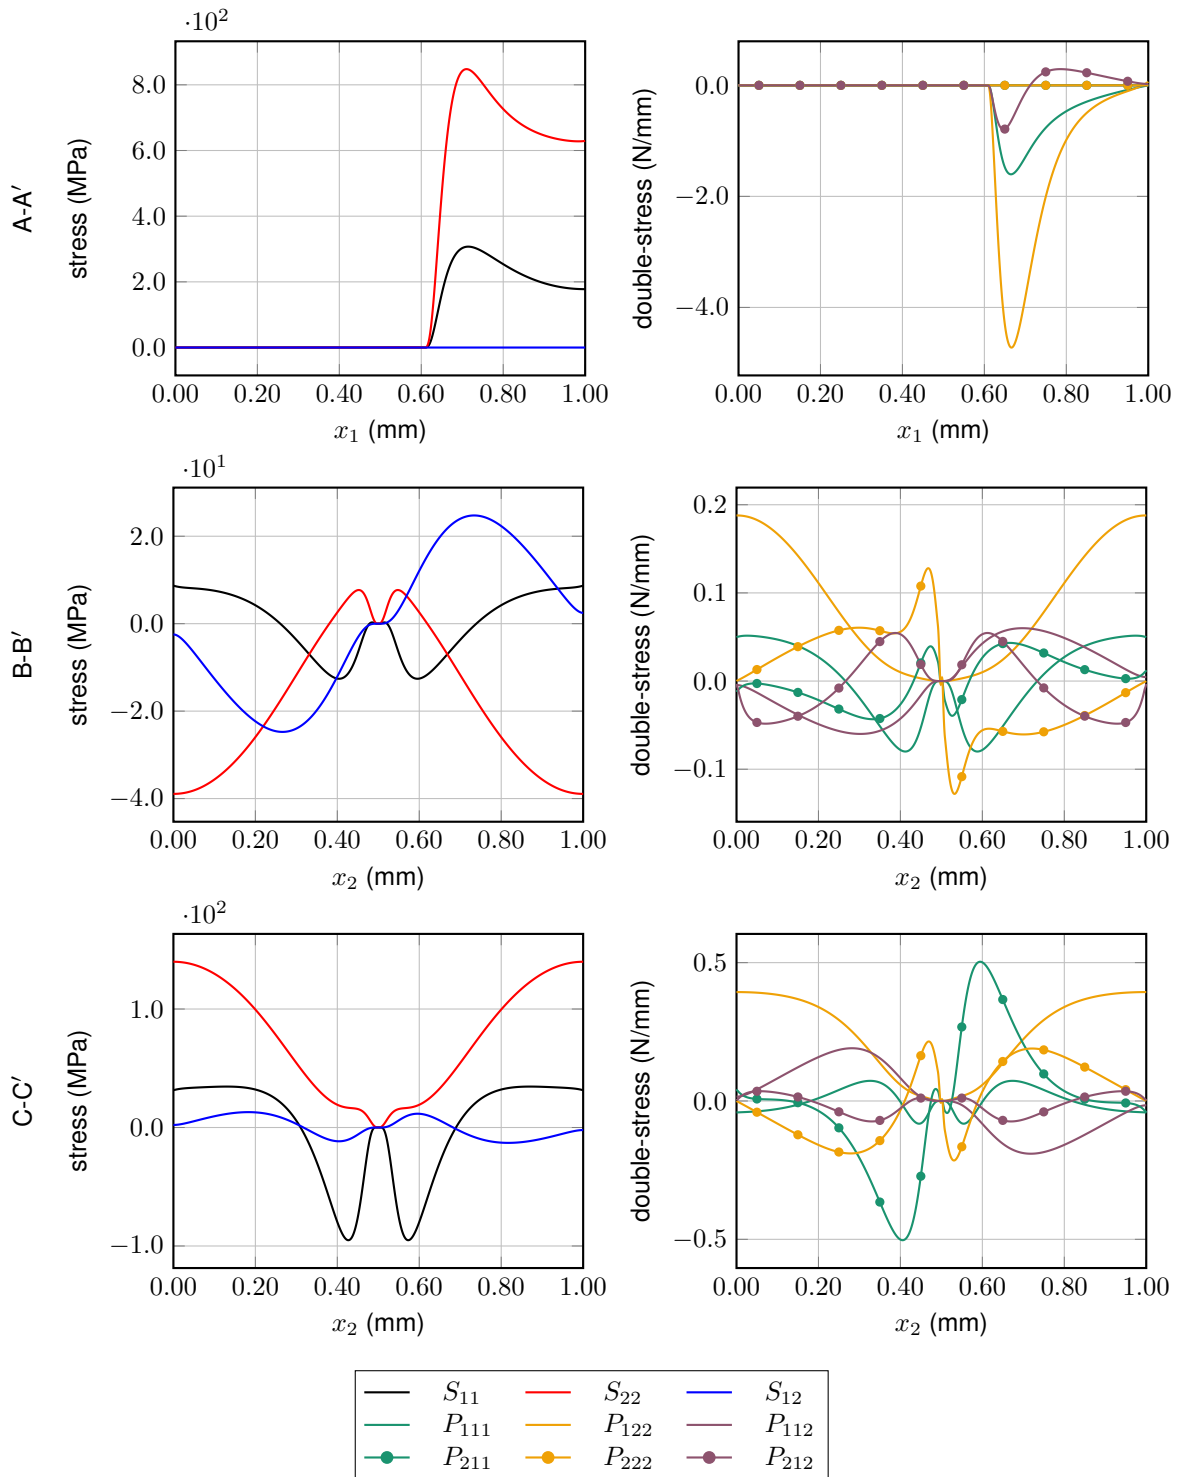 ·10²
8.0
6.0
4.0
2.0
0.0
0.00 0.20 0.40 0.60 0.80 1.00
x₁ (mm)
stress (MPa)
A-A′
0.0
−2.0
−4.0
0.00 0.20 0.40 0.60 0.80 1.00
x₁ (mm)
double-stress (N/mm)
·10¹
2.0
0.0
−2.0
−4.0
0.00 0.20 0.40 0.60 0.80 1.00
x₂ (mm)
stress (MPa)
B-B′
0.2
0.1
0.0
−0.1
0.00 0.20 0.40 0.60 0.80 1.00
x₂ (mm)
double-stress (N/mm)
·10²
1.0
0.0
−1.0
0.00 0.20 0.40 0.60 0.80 1.00
x₂ (mm)
stress (MPa)
C-C′
0.5
0.0
−0.5
0.00 0.20 0.40 0.60 0.80 1.00
x₂ (mm)
double-stress (N/mm)
S₁₁ S₂₂ S₁₂
P₁₁₁ P₁₂₂ P₁₁₂
P₂₁₁ P₂₂₂ P₂₁₂